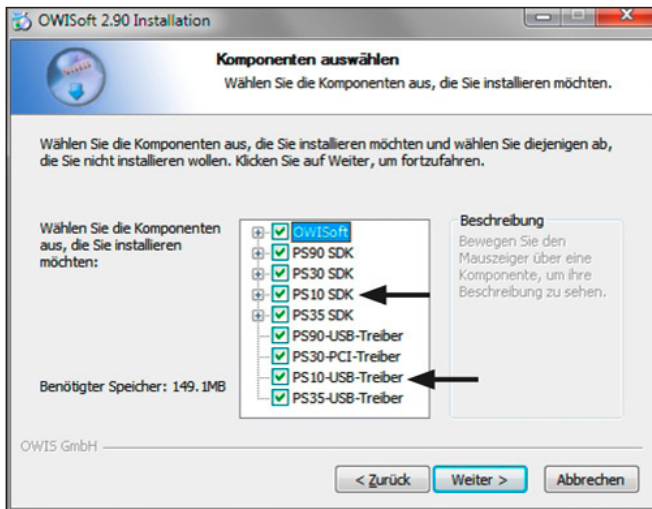 OWISoft 2.90 Installation
Komponenten auswählen
Wählen Sie die Komponenten aus, die Sie installieren möchten.
Wählen Sie die Komponenten aus, die Sie installieren möchten und wählen Sie diejenigen ab,
die Sie nicht installieren wollen. Klicken Sie auf Weiter, um fortzufahren.
Wählen Sie die Komponenten
aus, die Sie installieren
möchten:
OWISoft
PS90 SDK
PS30 SDK
PS10 SDK
PS35 SDK
PS90-USB-Treiber
PS30-PCI-Treiber
PS10-USB-Treiber
PS35-USB-Treiber
Beschreibung
Bewegen Sie den
Mauszeiger über eine
Komponente, um ihre
Beschreibung zu sehen.
Benötigter Speicher: 149.1MB
OWIS GmbH
< Zurück
Weiter >
Abbrechen